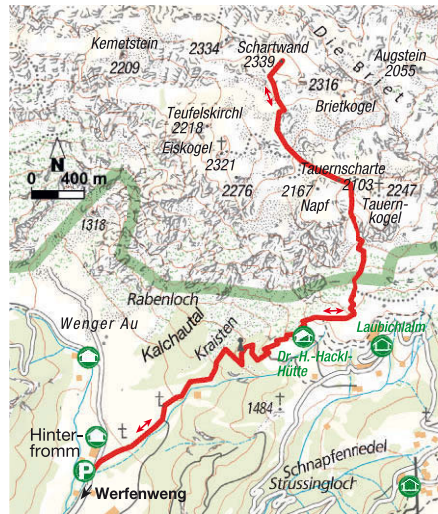 Kemetstein
2209
2334
Schartwand
2339
Die Briet
Augstein
2055
2316
Brietkogel
Teufelskirchl
2218
Eiskogel
2321
N
0 400 m
Tauernscharte
2103
2276
2167
Napf
2247
Tauern-
kogel
1318
Rabenloch
Wenger Au
Kalchautal
Kraisten
Dr.-H.-Hackl-
Hütte
Laubichlalm
1484
Hinter-
fromm
P
Werfenweng
Schnapfenriedel
Strussingloch